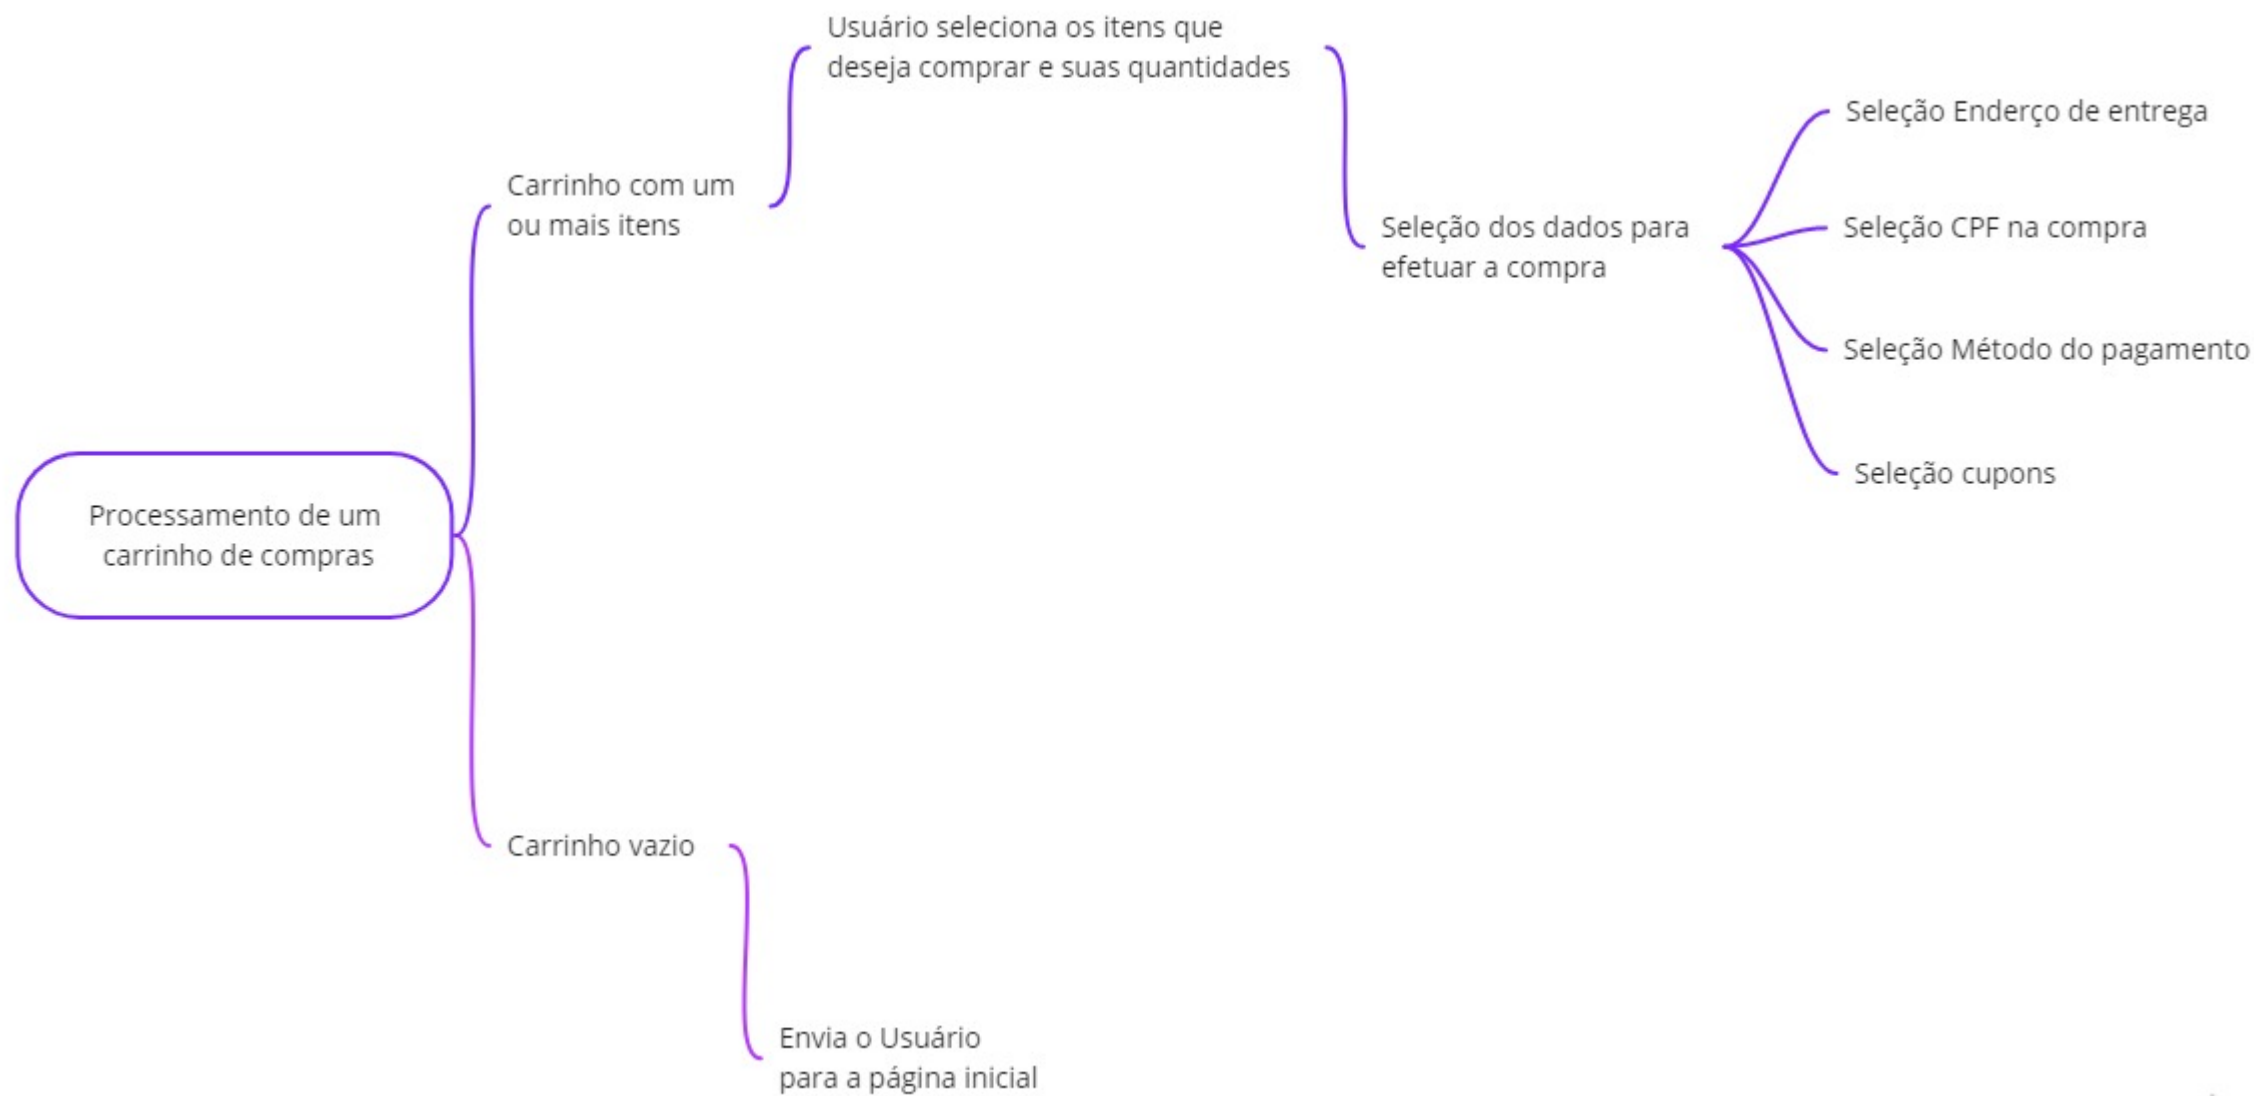 Usuário seleciona os itens que
deseja comprar e suas quantidades
Seleção Enderço de entrega
Carrinho com um
ou mais itens
Seleção dos dados para
efetuar a compra
Seleção CPF na compra
Seleção Método do pagamento
Seleção cupons
Processamento de um
carrinho de compras
Carrinho vazio
Envia o Usuário
para a página inicial